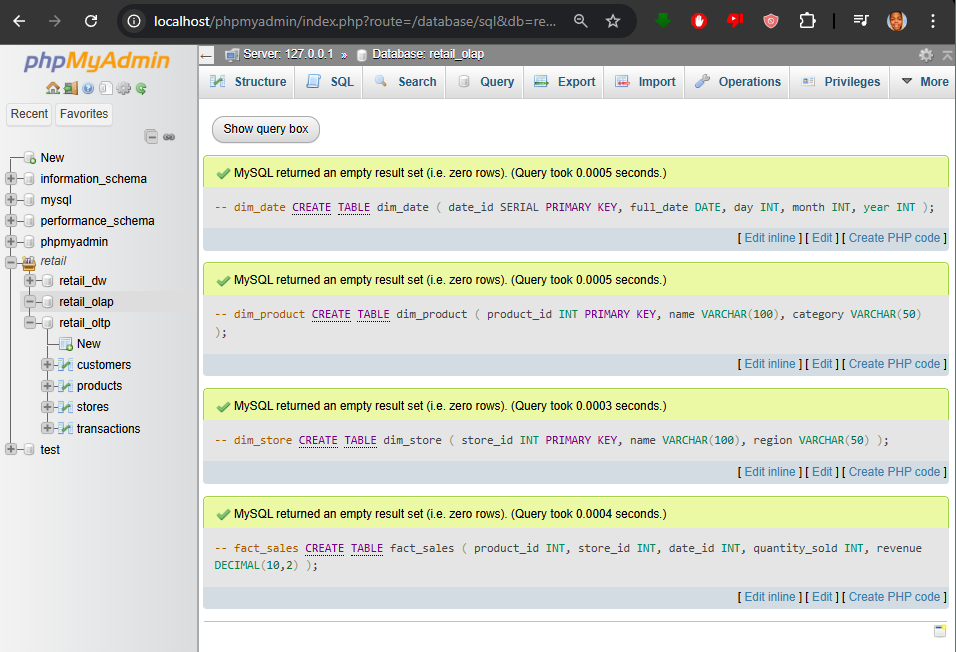 localhost/phpmyadmin/index.php?route=/database/sql&db=re...
phpMyAdmin
Recent Favorites
New
information_schema
mysql
performance_schema
phpmyadmin
retail
retail_dw
retail_olap
retail_oltp
New
customers
products
stores
transactions
test
Server: 127.0.0.1 » Database: retail_olap
Structure SQL Search Query Export Import Operations Privileges More
Show query box
MySQL returned an empty result set (i.e. zero rows). (Query took 0.0005 seconds.)
-- dim_date CREATE TABLE dim_date ( date_id SERIAL PRIMARY KEY, full_date DATE, day INT, month INT, year INT );
[ Edit inline ] [ Edit ] [ Create PHP code ]
MySQL returned an empty result set (i.e. zero rows). (Query took 0.0005 seconds.)
-- dim_product CREATE TABLE dim_product ( product_id INT PRIMARY KEY, name VARCHAR(100), category VARCHAR(50)
);
[ Edit inline ] [ Edit ] [ Create PHP code ]
MySQL returned an empty result set (i.e. zero rows). (Query took 0.0003 seconds.)
-- dim_store CREATE TABLE dim_store ( store_id INT PRIMARY KEY, name VARCHAR(100), region VARCHAR(50) );
[ Edit inline ] [ Edit ] [ Create PHP code ]
MySQL returned an empty result set (i.e. zero rows). (Query took 0.0004 seconds.)
-- fact_sales CREATE TABLE fact_sales ( product_id INT, store_id INT, date_id INT, quantity_sold INT, revenue
DECIMAL(10,2) );
[ Edit inline ] [ Edit ] [ Create PHP code ]